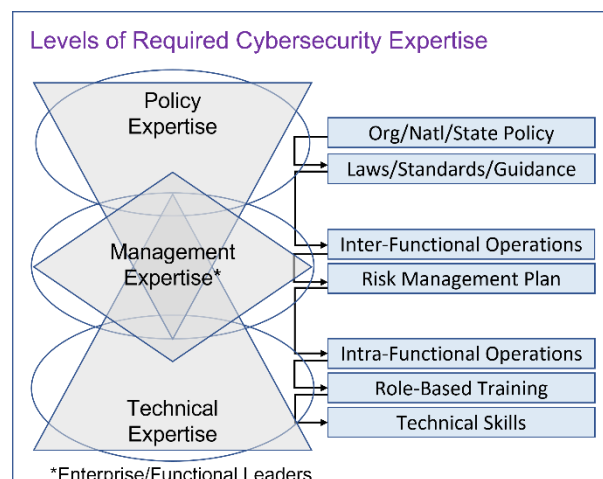 Levels of Required Cybersecurity Expertise
Policy
Expertise
Org/Natl/State Policy
Laws/Standards/Guidance
Management
Expertise*
Inter-Functional Operations
Risk Management Plan
Intra-Functional Operations
Role-Based Training
Technical Skills
Technical
Expertise
*Enterprise/Functional Leaders